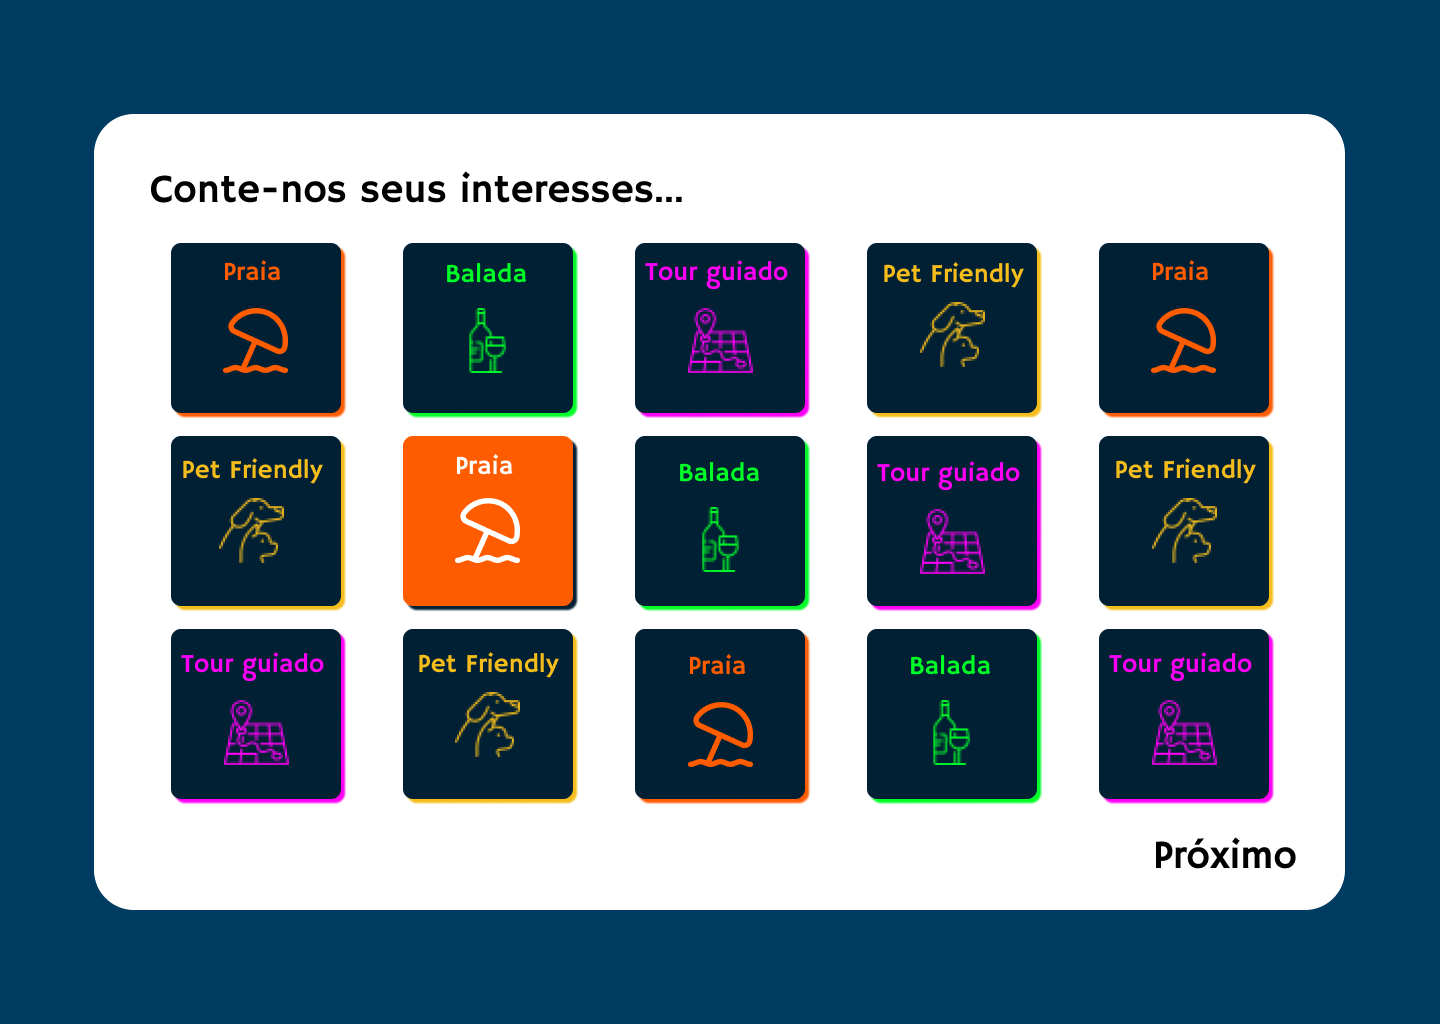 Conte-nos seus interesses...
Praia
Balada
Tour guiado
Pet Friendly
Praia
Pet Friendly
Praia
Balada
Tour guiado
Pet Friendly
Tour guiado
Pet Friendly
Praia
Balada
Tour guiado
Próximo